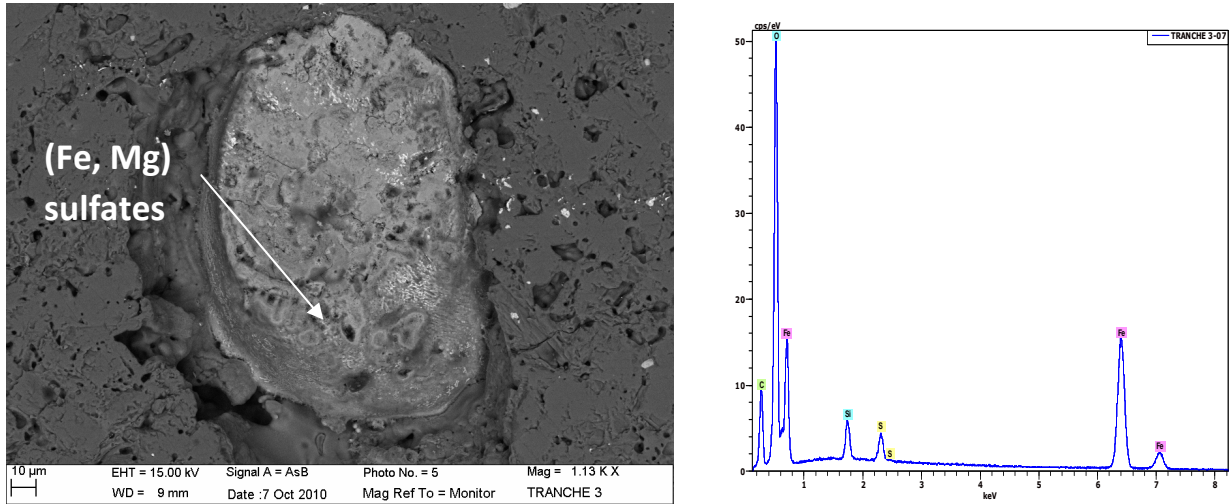 (Fe, Mg)
sulfates
10 µm
EHT = 15.00 kV
Signal A = AsB
Photo No. = 5
Mag = 1.13 K X
WD = 9 mm
Date :7 Oct 2010
Mag Ref To = Monitor
TRANCHE 3
cps/eV
TRANCHE 3-07
50
40
30
20
10
0
C
O
Fe
Si
S
S
Fe
Fe
1
2
3
4
5
6
7
8
keV